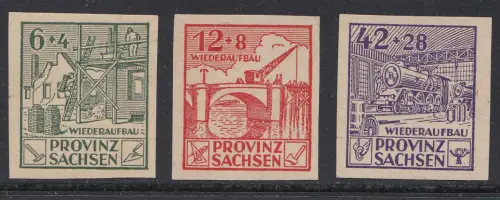 6+4
WIEDERAUFBAU
PROVINZ
SACHSEN
12+8
WIEDERAUFBAU
PROVINZ
SACHSEN
42+28
WIEDERAUFBAU
PROVINZ
SACHSEN